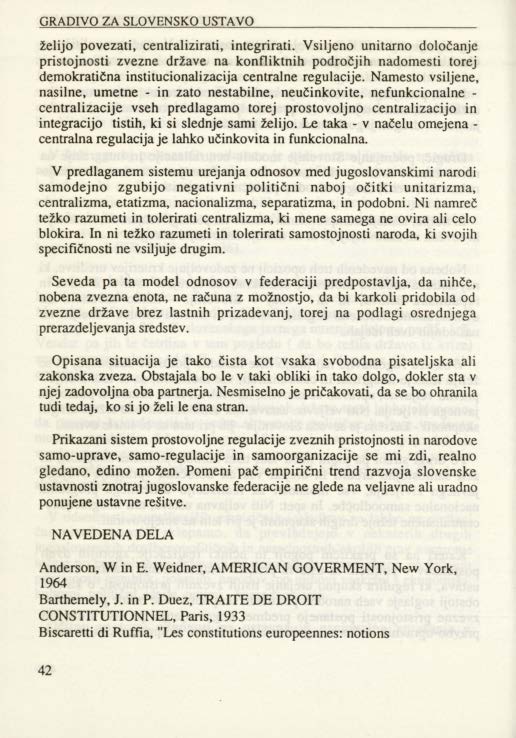 GRADIVO ZA SLOVENSKO USTAVO
želijo povezati, centralizirati, integrirati. Vsiljeno unitarno določanje
pristojnosti zvezne države na konfliktnih področjih nadomesti torej
demokratična institucionalizacija centralne regulacije. Namesto vsiljene,
nasilne, umetne - in zato nestabilne, neučinkovite, nefunkcionalne -
centralizacije vseh predlagamo torej prostovoljno centralizacijo in
integracijo tistih, ki si slednje sami želijo. Le taka - v načelu omejena -
centralna regulacija je lahko učinkovita in funkcionalna.
V predlaganem sistemu urejanja odnosov med jugoslovanskimi narodi
samodejno zgubijo negativni politični naboj očitki unitarizma,
centralizma, etatizma, nacionalizma, separatizma, in podobni. Ni namreč
težko razumeti in tolerirati centralizma, ki mene samega ne ovira ali celo
blokira. In ni težko razumeti in tolerirati samostojnosti naroda, ki svojih
specifičnosti ne vsiljuje drugim.
Seveda pa ta model odnosov v federaciji predpostavlja, da nihče,
nobena zvezna enota, ne računa z možnostjo, da bi karkoli pridobila od
zvezne države brez lastnih prizadevanj, torej na podlagi osrednjega
prerazdeljevanja sredstev.
Opisana situacija je tako čista kot vsaka svobodna pisateljska ali
zakonska zveza. Obstajala bo le v taki obliki in tako dolgo, dokler sta v
njej zadovoljna oba partnerja. Nesmiselno je pričakovati, da se bo ohranila
tudi tedaj, ko si jo želi le ena stran.
Prikazani sistem prostovoljne regulacije zveznih pristojnosti in narodove
samo-uprave, samo-regulacije in samoorganizacije se mi zdi, realno
gledano, edino možen. Pomeni pač empirični trend razvoja slovenske
ustavnosti znotraj jugoslovanske federacije ne glede na veljavne ali uradno
ponujene ustavne rešitve.
NAVEDENA DELA
Anderson, W in E. Weidner, AMERICAN GOVERMENT, New York,
1964
Barthemely, J. in P. Duez, TRAITE DE DROIT
CONSTITUTIONNEL, Paris, 1933
Biscaretti di Ruffia, "Les constitutions europeennes: notions
42